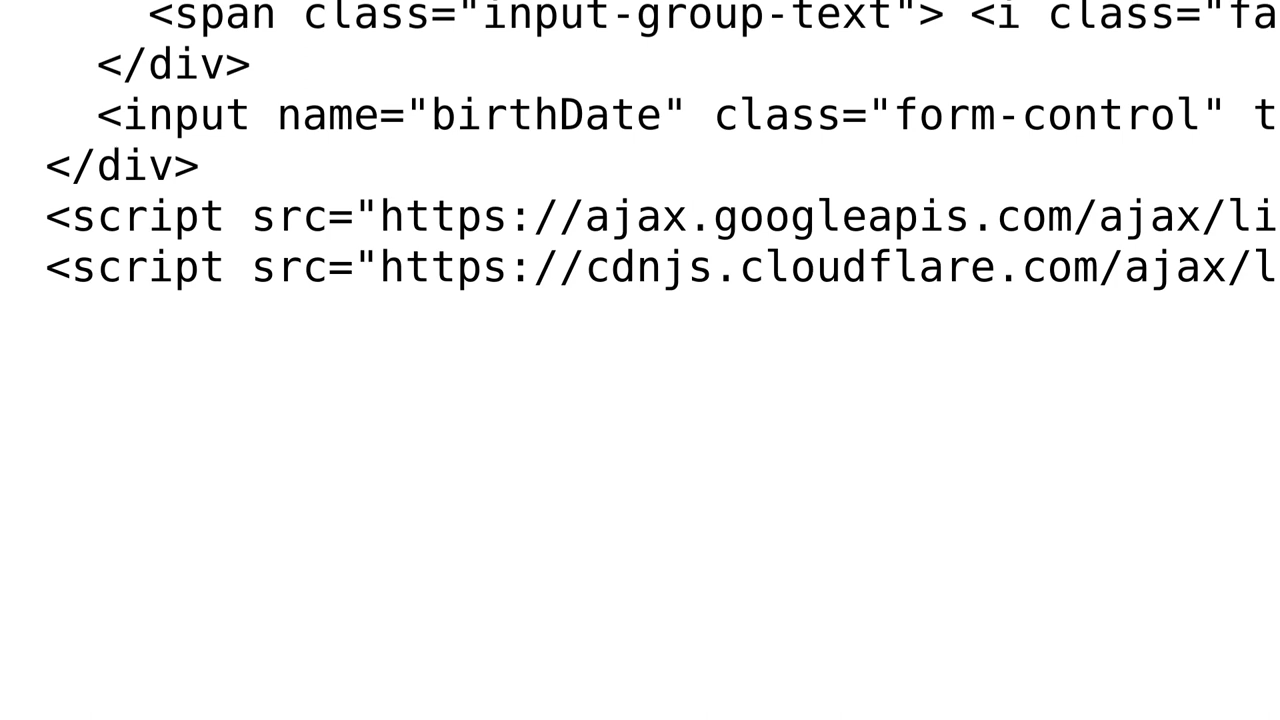 <span class="input-group-text"> <i class="fa
</div>
<input name="birthDate" class="form-control" t
</div>
<script src="https://ajax.googleapis.com/ajax/li
<script src="https://cdnjs.cloudflare.com/ajax/l